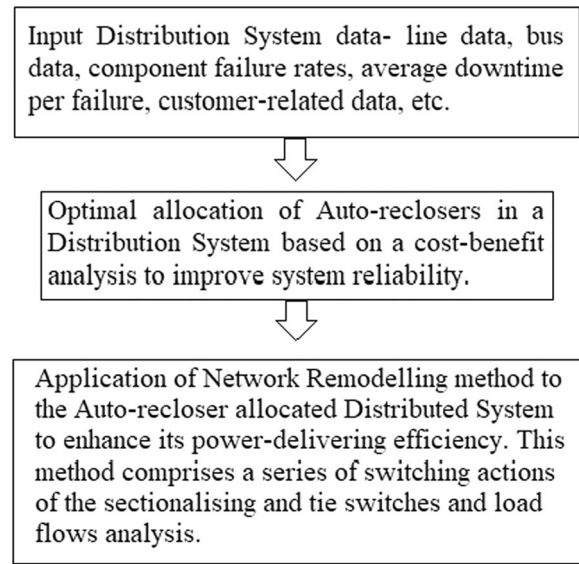 Input Distribution System data- line data, bus
data, component failure rates, average downtime
per failure, customer-related data, etc.
Optimal allocation of Auto-reclosers in a
Distribution System based on a cost-benefit
analysis to improve system reliability.
Application of Network Remodelling method to
the Auto-recloser allocated Distributed System
to enhance its power-delivering efficiency. This
method comprises a series of switching actions
of the sectionalising and tie switches and load
flows analysis.